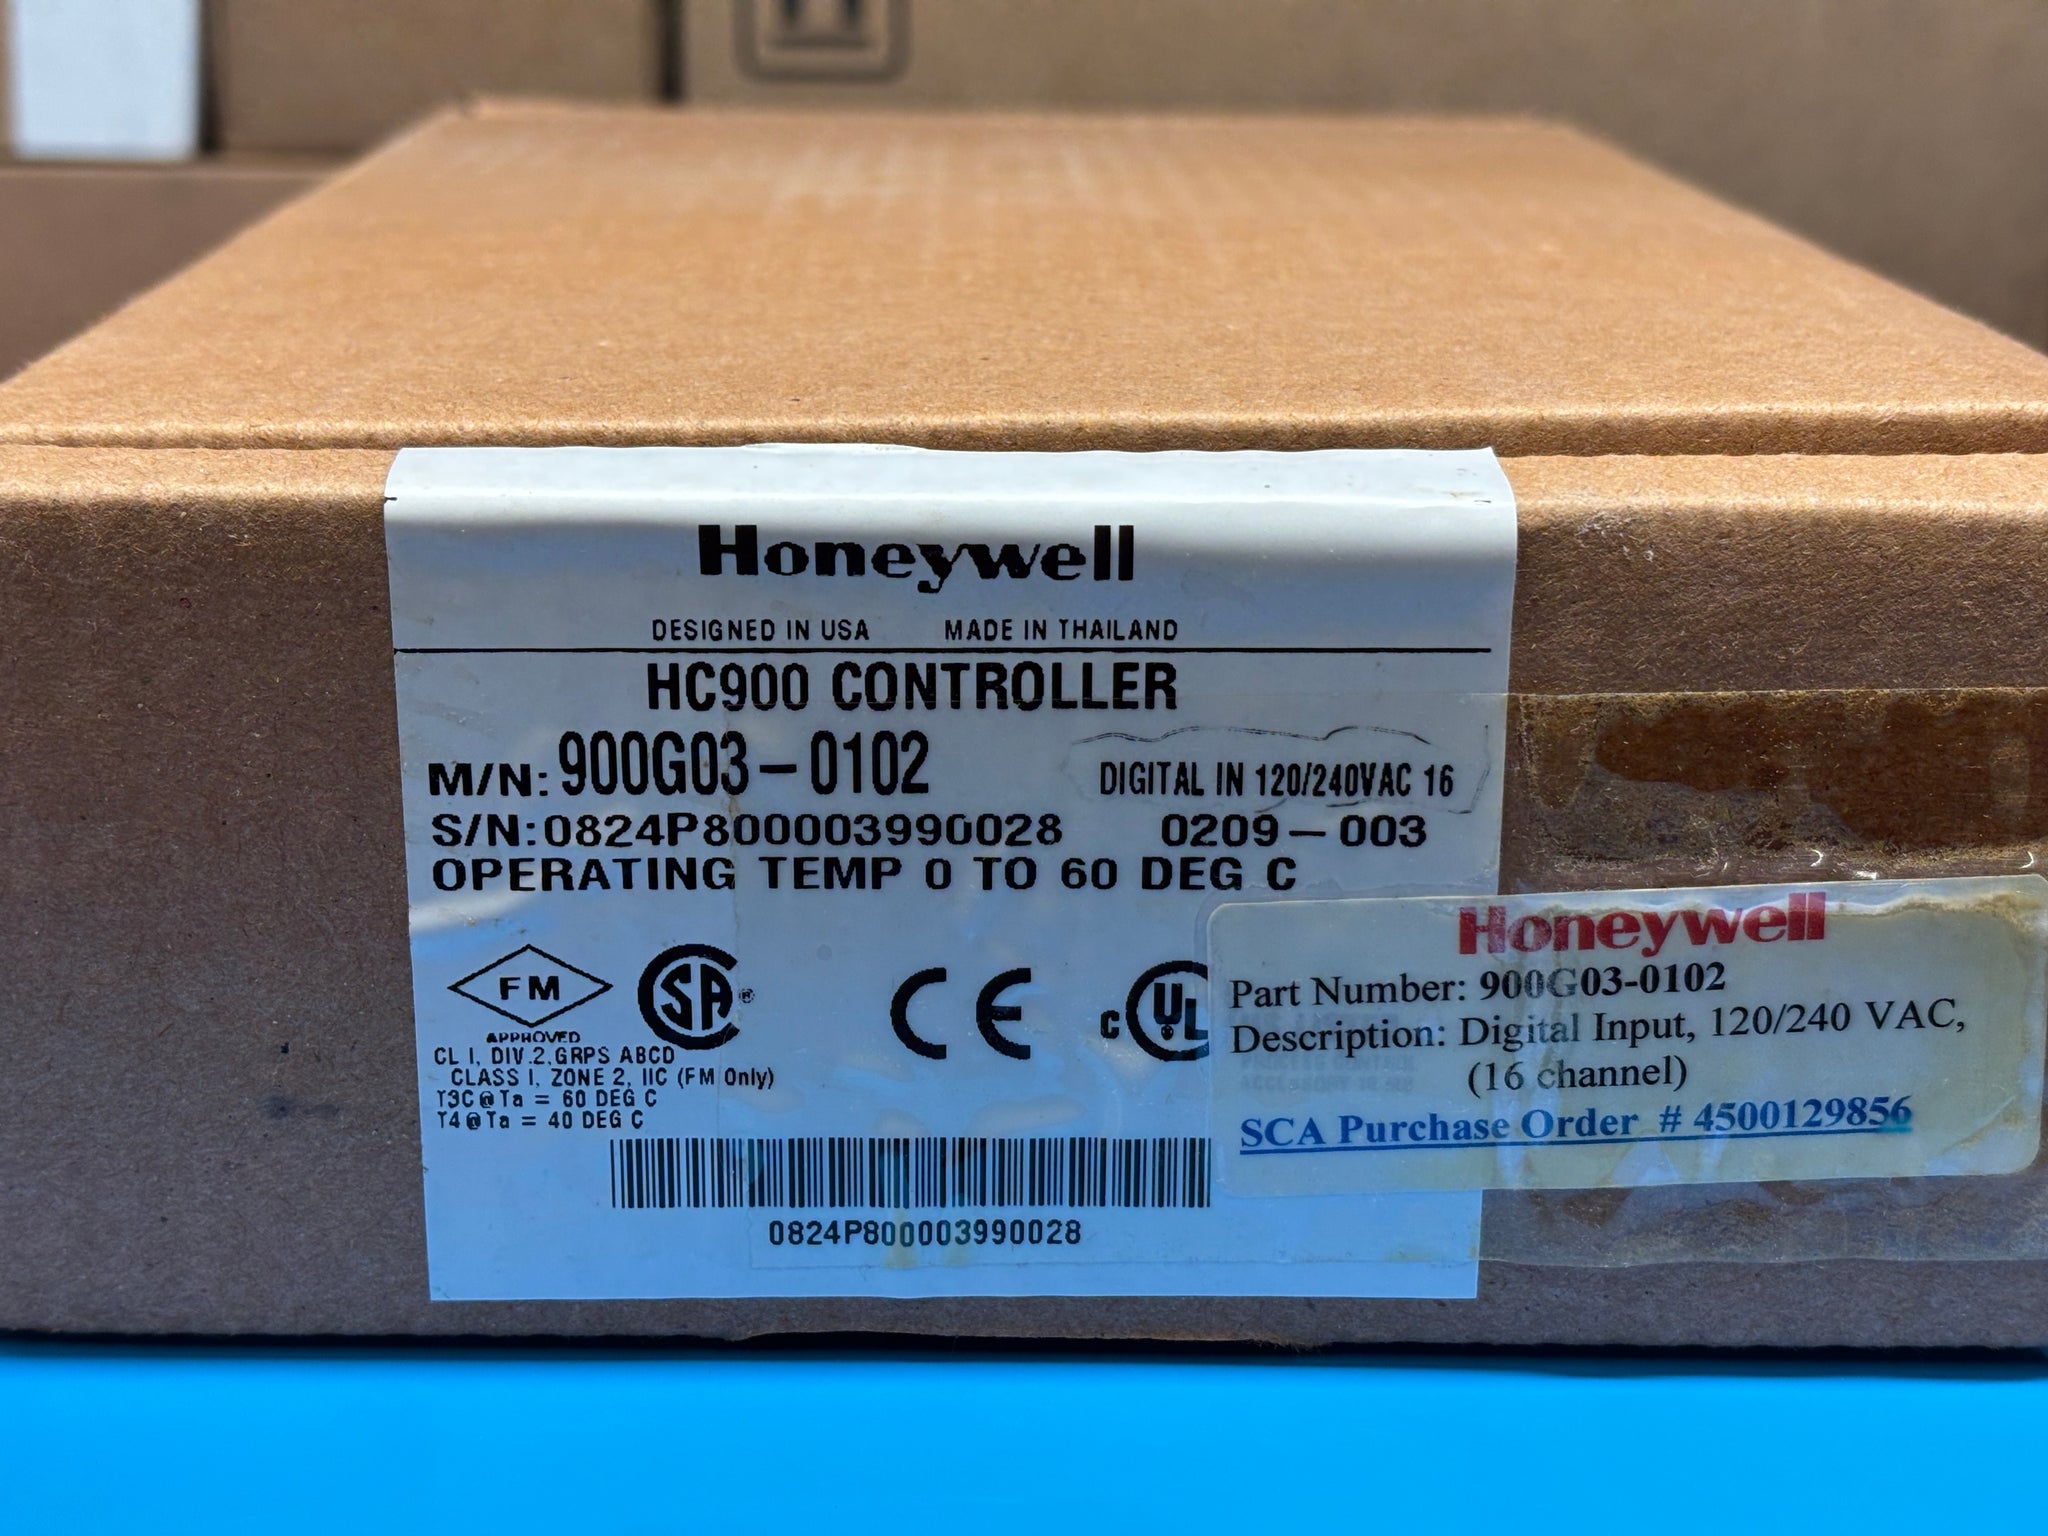 Honeywell
DESIGNED IN USA MADE IN THAILAND
HC900 CONTROLLER
M/N: 900G03-0102 DIGITAL IN 120/240VAC 16
S/N: 0824P800003990028 0209-003
OPERATING TEMP 0 TO 60 DEG C
FM
APPROVED
SA ®
CE
c UL
CL I, DIV.2, GRPS ABCD
CLASS I, ZONE 2, IIC (FM Only)
T3C@Ta = 60 DEG C
T4@Ta = 40 DEG C
0824P800003990028
Honeywell
Part Number: 900G03-0102
Description: Digital Input, 120/240 VAC,
(16 channel)
SCA Purchase Order # 4500129856